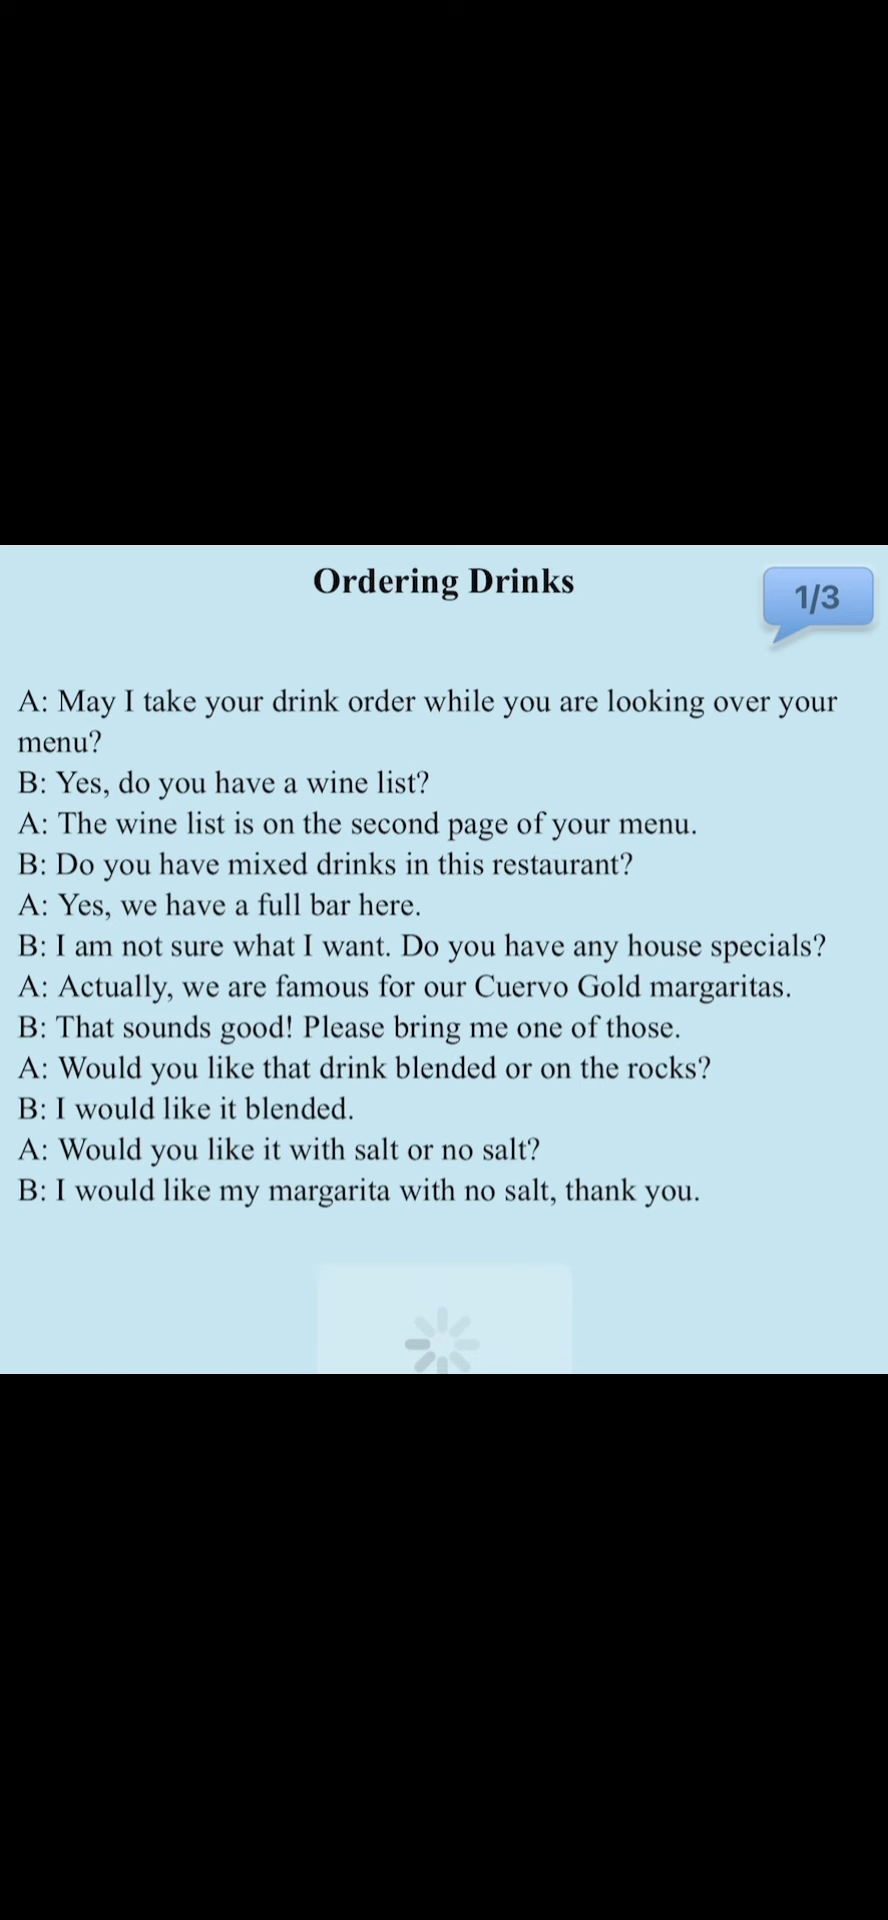 Ordering Drinks
1/3
A: May I take your drink order while you are looking over your
menu?
B: Yes, do you have a wine list?
A: The wine list is on the second page of your menu.
B: Do you have mixed drinks in this restaurant?
A: Yes, we have a full bar here.
B: I am not sure what I want. Do you have any house specials?
A: Actually, we are famous for our Cuervo Gold margaritas.
B: That sounds good! Please bring me one of those.
A: Would you like that drink blended or on the rocks?
B: I would like it blended.
A: Would you like it with salt or no salt?
B: I would like my margarita with no salt, thank you.